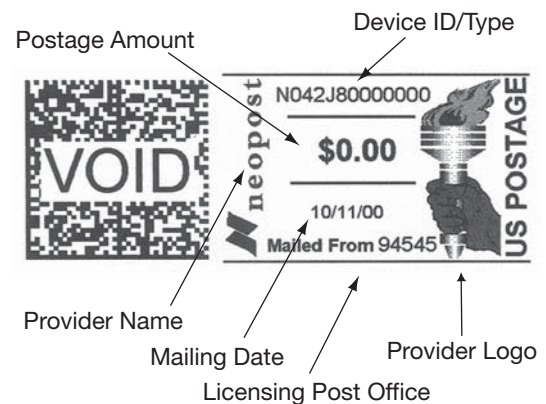 Device ID/Type
Postage Amount
VOID
neopost
N042J80000000
$0.00
10/11/00
Mailed From 94545
US POSTAGE
Provider Name
Mailing Date
Provider Logo
Licensing Post Office